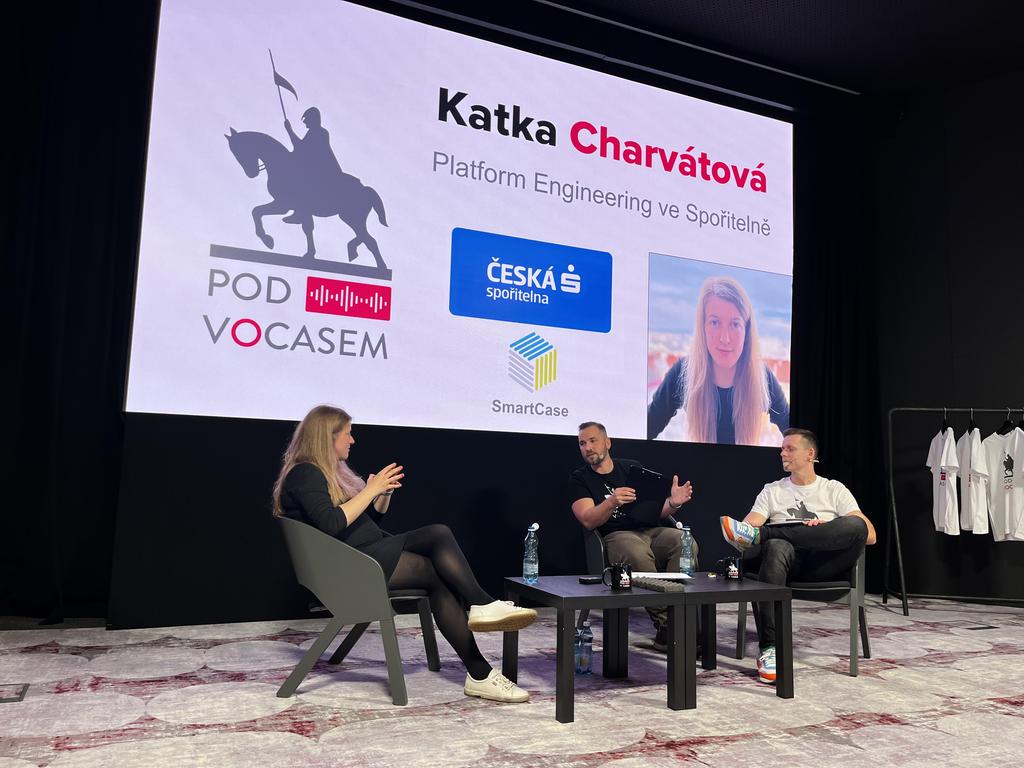 Katka Charvátová
Platform Engineering ve Spořitelně
ČESKÁ
spořitelna
SmartCase
POD
VOCASEM